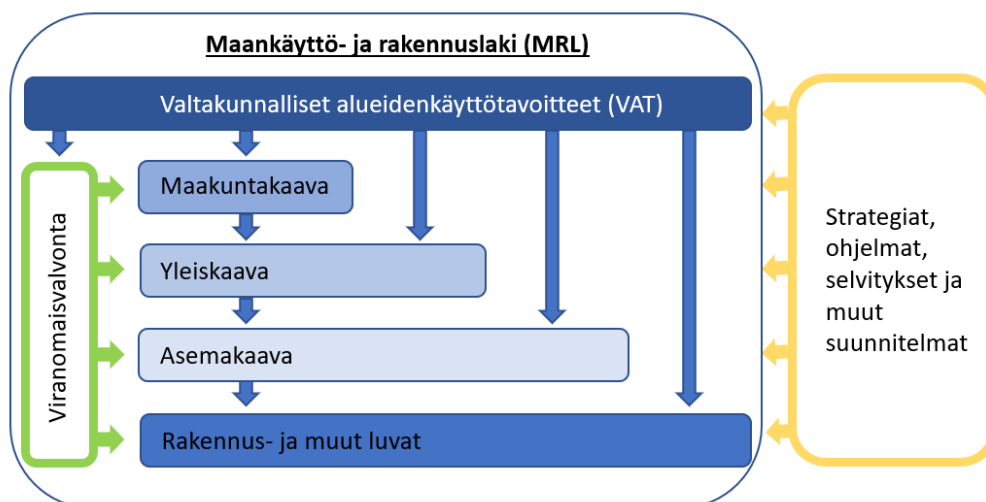 Maankäyttö- ja rakennuslaki (MRL)
Valtakunnalliset alueidenkäyttötavoitteet (VAT)
Viranomaisvalvonta
Maakuntakaava
Yleiskaava
Asemakaava
Rakennus- ja muut luvat
Strategiat,
ohjelmat,
selvitykset ja
muut
suunnitelmat